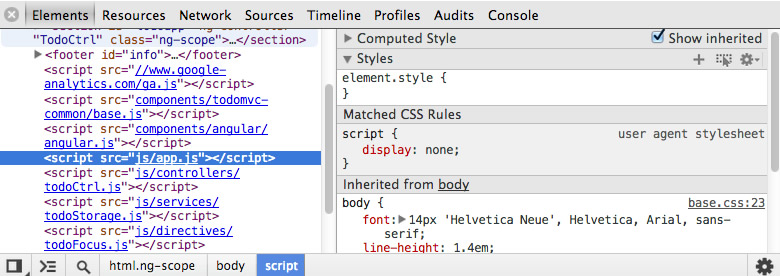 Elements Resources Network Sources Timeline Profiles Audits Console
"TodoCtrl" class="ng-scope">…</section>
<footer id="info">…</footer>
<script src="//www.google-
analytics.com/ga.js"></script>
<script src="components/todomvc-
common/base.js"></script>
<script src="components/angular/
angular.js"></script>
<script src="js/app.js"></script>
<script src="js/controllers/
todoCtrl.js"></script>
<script src="js/services/
todoStorage.js"></script>
<script src="js/directives/
todoFocus.js"></script>
Computed Style Show inherited
Styles
element.style {
}
Matched CSS Rules
script { user agent stylesheet
display: none;
}
Inherited from body
body { base.css:23
font: 14px 'Helvetica Neue', Helvetica, Arial, sans-
serif;
line-height: 1.4em;
html.ng-scope body script